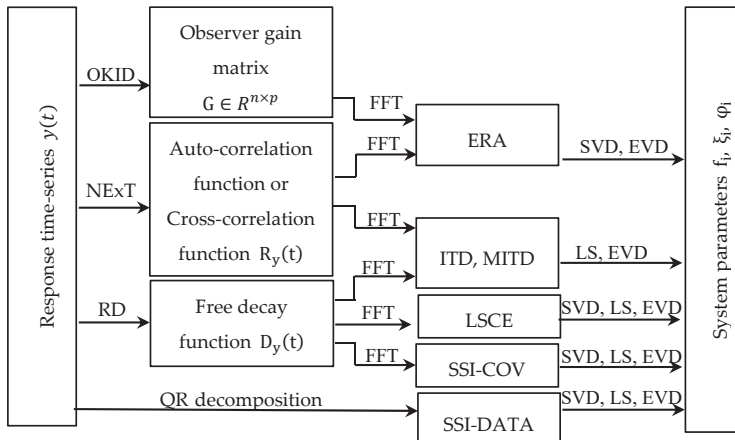 Response time-series y(t)
OKID
NExT
RD
QR decomposition
Observer gain
matrix
G ∈ R^{n×p}
Auto-correlation
function or
Cross-correlation
function R_y(t)
Free decay
function D_y(t)
FFT
FFT
FFT
FFT
FFT
FFT
ERA
ITD, MITD
LSCE
SSI-COV
SSI-DATA
SVD, EVD
LS, EVD
SVD, LS, EVD
SVD, LS, EVD
SVD, LS, EVD
System parameters f_i, ξ_i, φ_i